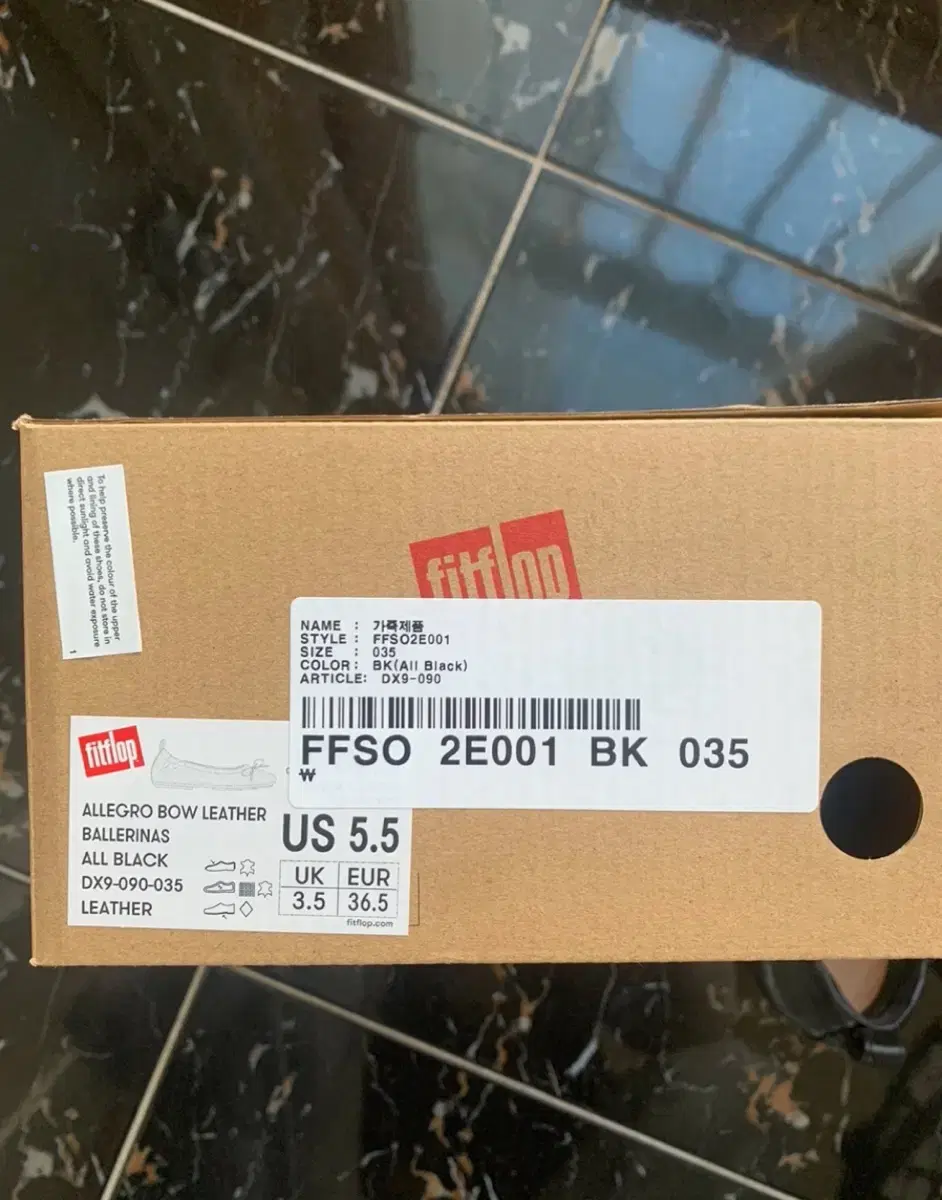 To help preserve the colour of the upper
and lining of these shoes, do not store in
direct sunlight and avoid water exposure
where possible.
1
fitflop
NAME : 가죽제품
STYLE : FFSO2E001
SIZE : 035
COLOR : BK(All Black)
ARTICLE: DX9-090
FFSO 2E001 BK 035
₩
fitflop
ALLEGRO BOW LEATHER
BALLERINAS
ALL BLACK
DX9-090-035
LEATHER
US 5.5
UK EUR
3.5 36.5
fitflop.com